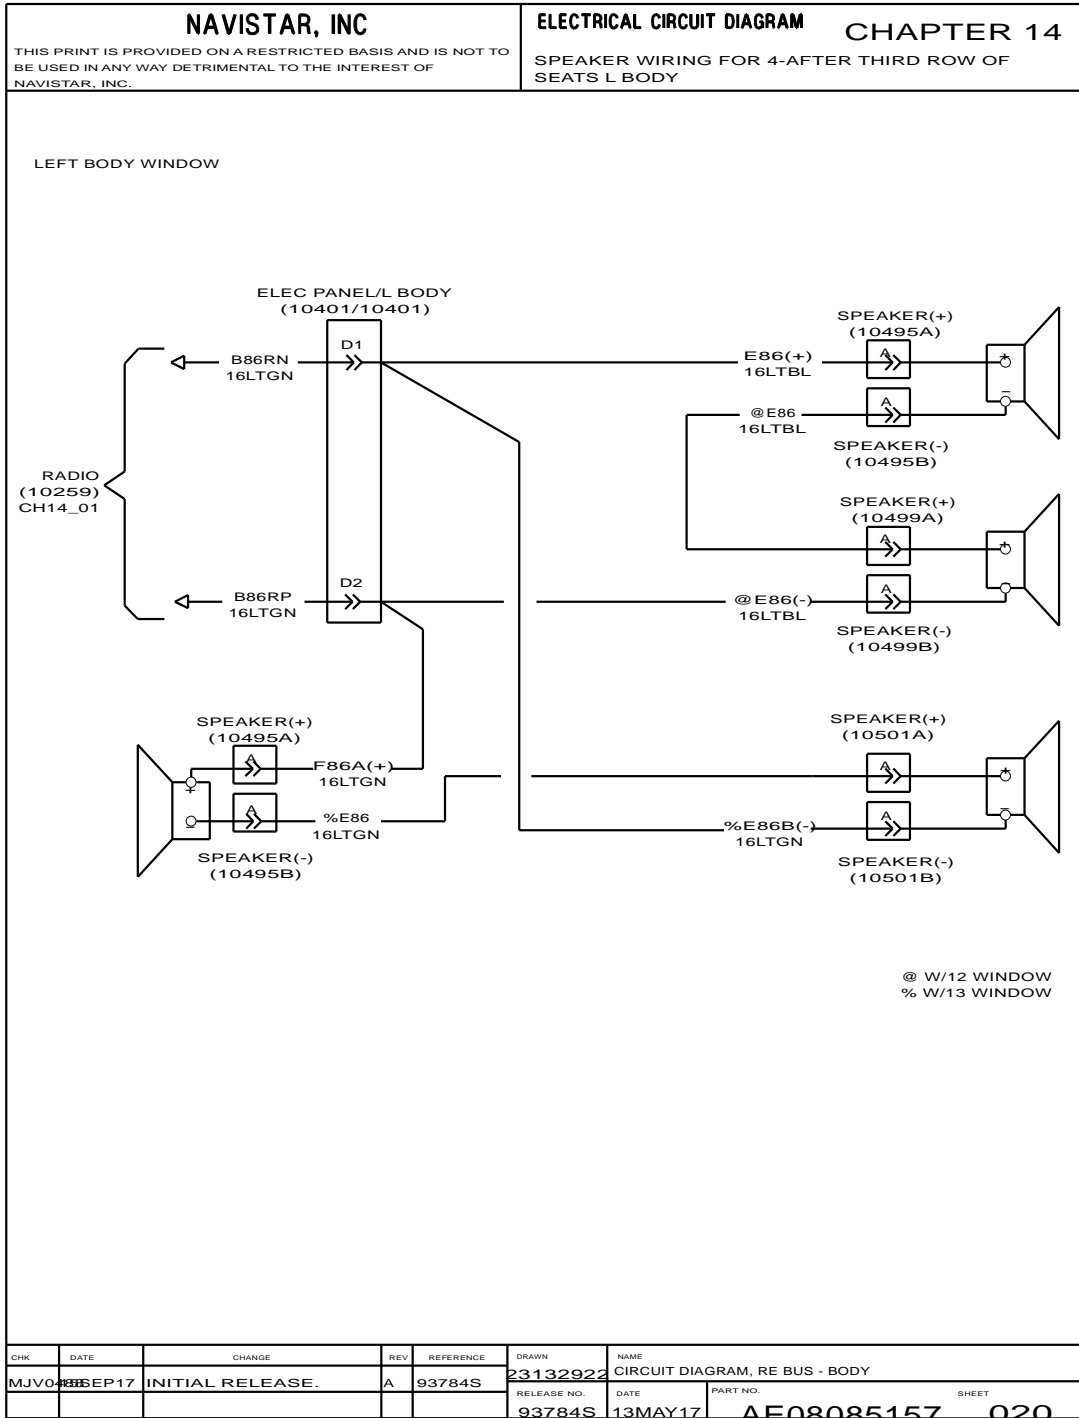 NAVISTAR, INC
THIS PRINT IS PROVIDED ON A RESTRICTED BASIS AND IS NOT TO
BE USED IN ANY WAY DETRIMENTAL TO THE INTEREST OF
NAVISTAR, INC.
ELECTRICAL CIRCUIT DIAGRAM
CHAPTER 14
SPEAKER WIRING FOR 4-AFTER THIRD ROW OF
SEATS L BODY
LEFT BODY WINDOW
ELEC PANEL/L BODY
(10401/10401)
D1
B86RN
16LTGN
RADIO
(10259)
CH14_01
D2
B86RP
16LTGN
SPEAKER(+)
(10495A)
E86(+)
16LTBL
A
+
@E86
16LTBL
A
–
SPEAKER(-)
(10495B)
SPEAKER(+)
(10499A)
A
+
@E86(-)
16LTBL
A
–
SPEAKER(-)
(10499B)
SPEAKER(+)
(10495A)
A
F86A(+)
16LTGN
+
–
A
%E86
16LTGN
SPEAKER(-)
(10495B)
SPEAKER(+)
(10501A)
A
+
%E86B(-)
16LTGN
A
–
SPEAKER(-)
(10501B)
@ W/12 WINDOW
% W/13 WINDOW
CHK DATE CHANGE REV REFERENCE
INITIAL RELEASE. A 93784S
DRAWN
23132922
NAME
CIRCUIT DIAGRAM, RE BUS - BODY
RELEASE NO.
93784S
DATE
13MAY17
PART NO.
AE08085157
SHEET
020